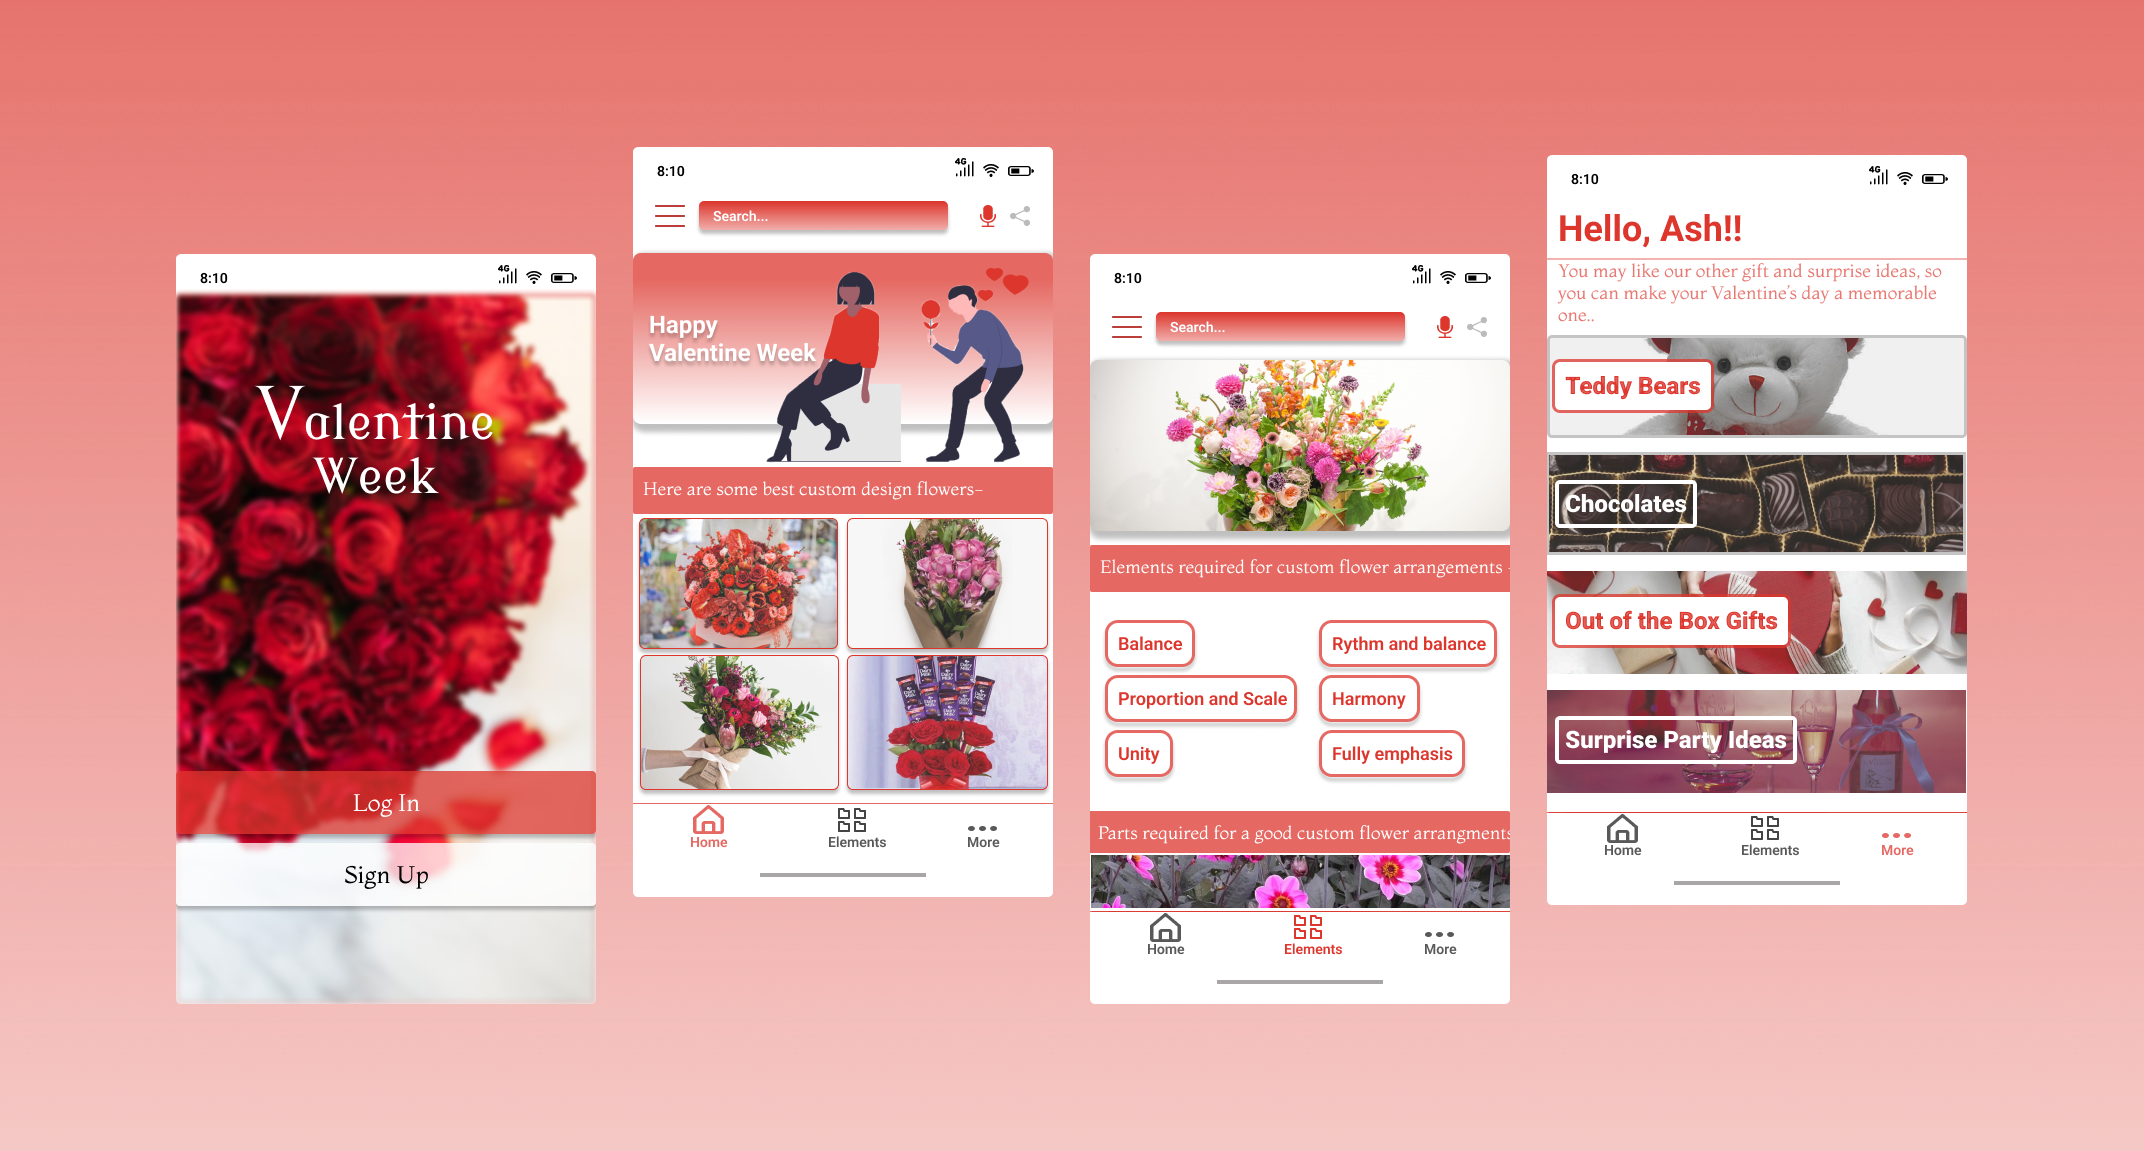 8:10
4G
Valentine
Week
Log In
Sign Up
8:10
4G
Search...
Happy
Valentine Week
Here are some best custom design flowers-
Home
Elements
More
8:10
4G
Search...
Elements required for custom flower arrangements -
Balance
Rythm and balance
Proportion and Scale
Harmony
Unity
Fully emphasis
Parts required for a good custom flower arrangments
Home
Elements
More
8:10
4G
Hello, Ash!!
You may like our other gift and surprise ideas, so
you can make your Valentine's day a memorable
one..
Teddy Bears
Chocolates
Out of the Box Gifts
Surprise Party Ideas
Home
Elements
More